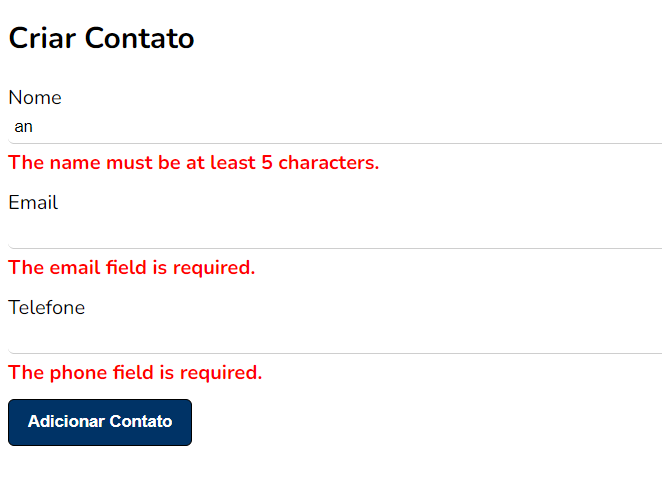 Criar Contato
Nome
an
The name must be at least 5 characters.
Email
The email field is required.
Telefone
The phone field is required.
Adicionar Contato